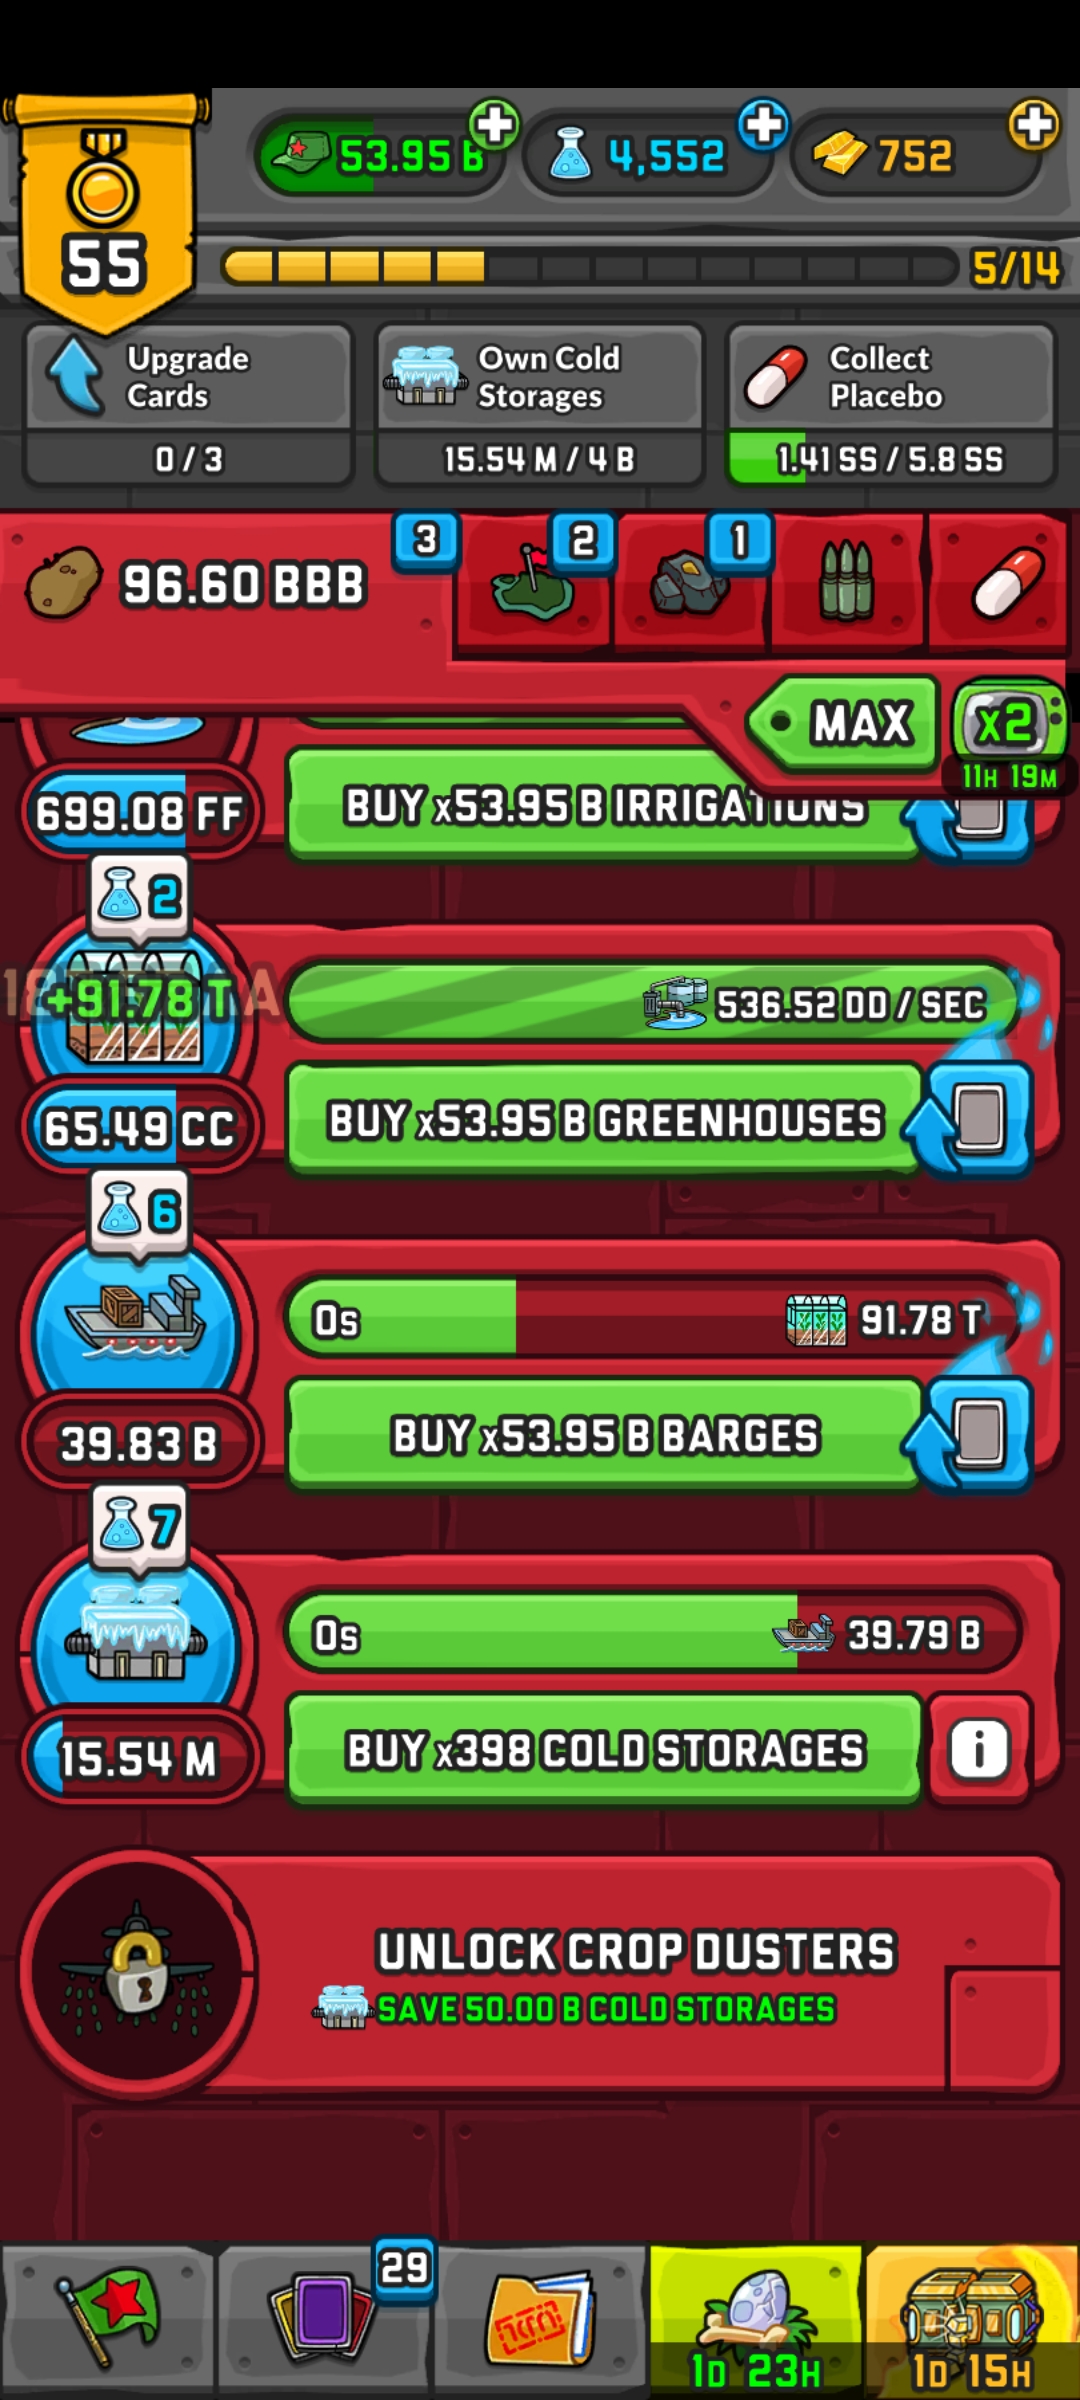 53.95 B
4,552
752
55
5/14
Upgrade
Cards
0 / 3
Own Cold
Storages
15.54 M / 4 B
Collect
Placebo
1.41 SS / 5.8 SS
96.60 BBB
3
2
1
MAX
x2
11H 19M
699.08 FF
BUY x53.95 B IRRIGATIONS
2
+91.78 T
536.52 DD / SEC
65.49 CC
BUY x53.95 B GREENHOUSES
6
0s
91.78 T
39.83 B
BUY x53.95 B BARGES
7
0s
39.79 B
15.54 M
BUY x398 COLD STORAGES
i
UNLOCK CROP DUSTERS
SAVE 50.00 B COLD STORAGES
29
1D 23H
1D 15H